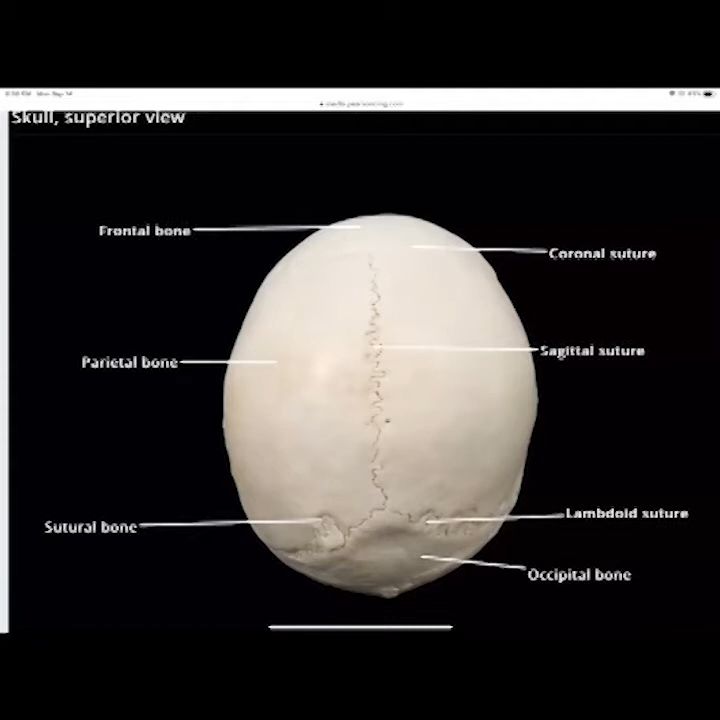 Skull, superior view
Frontal bone
Coronal suture
Sagittal suture
Parietal bone
Sutural bone
Lambdoid suture
Occipital bone